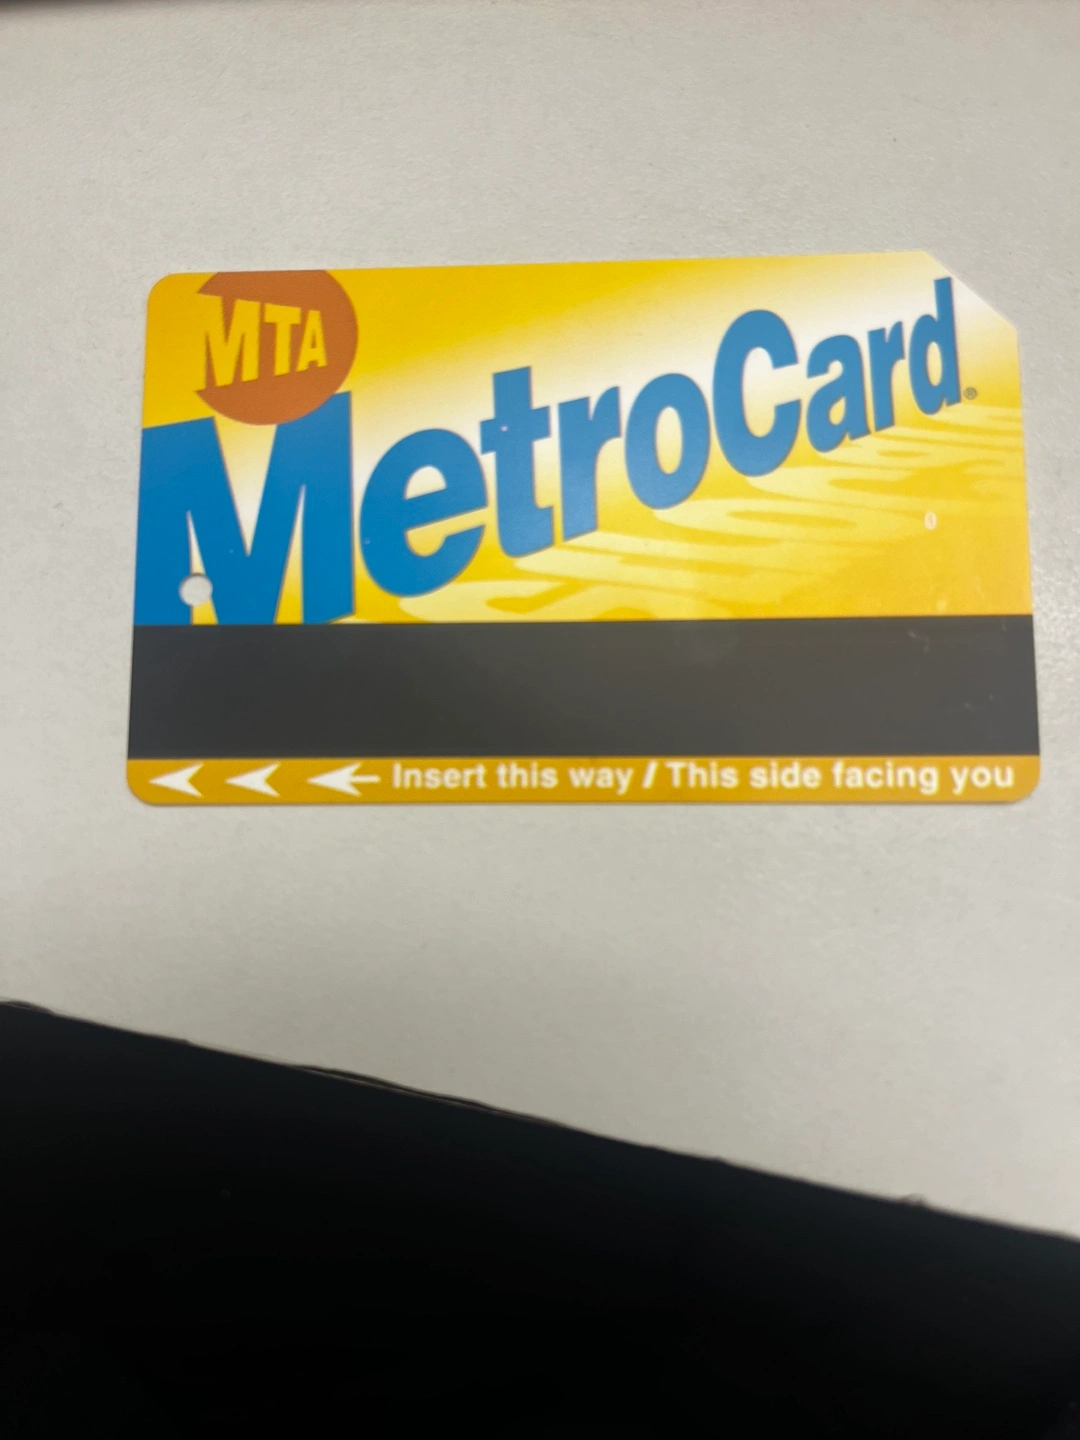 MTA
MetroCard®
Insert this way / This side facing you